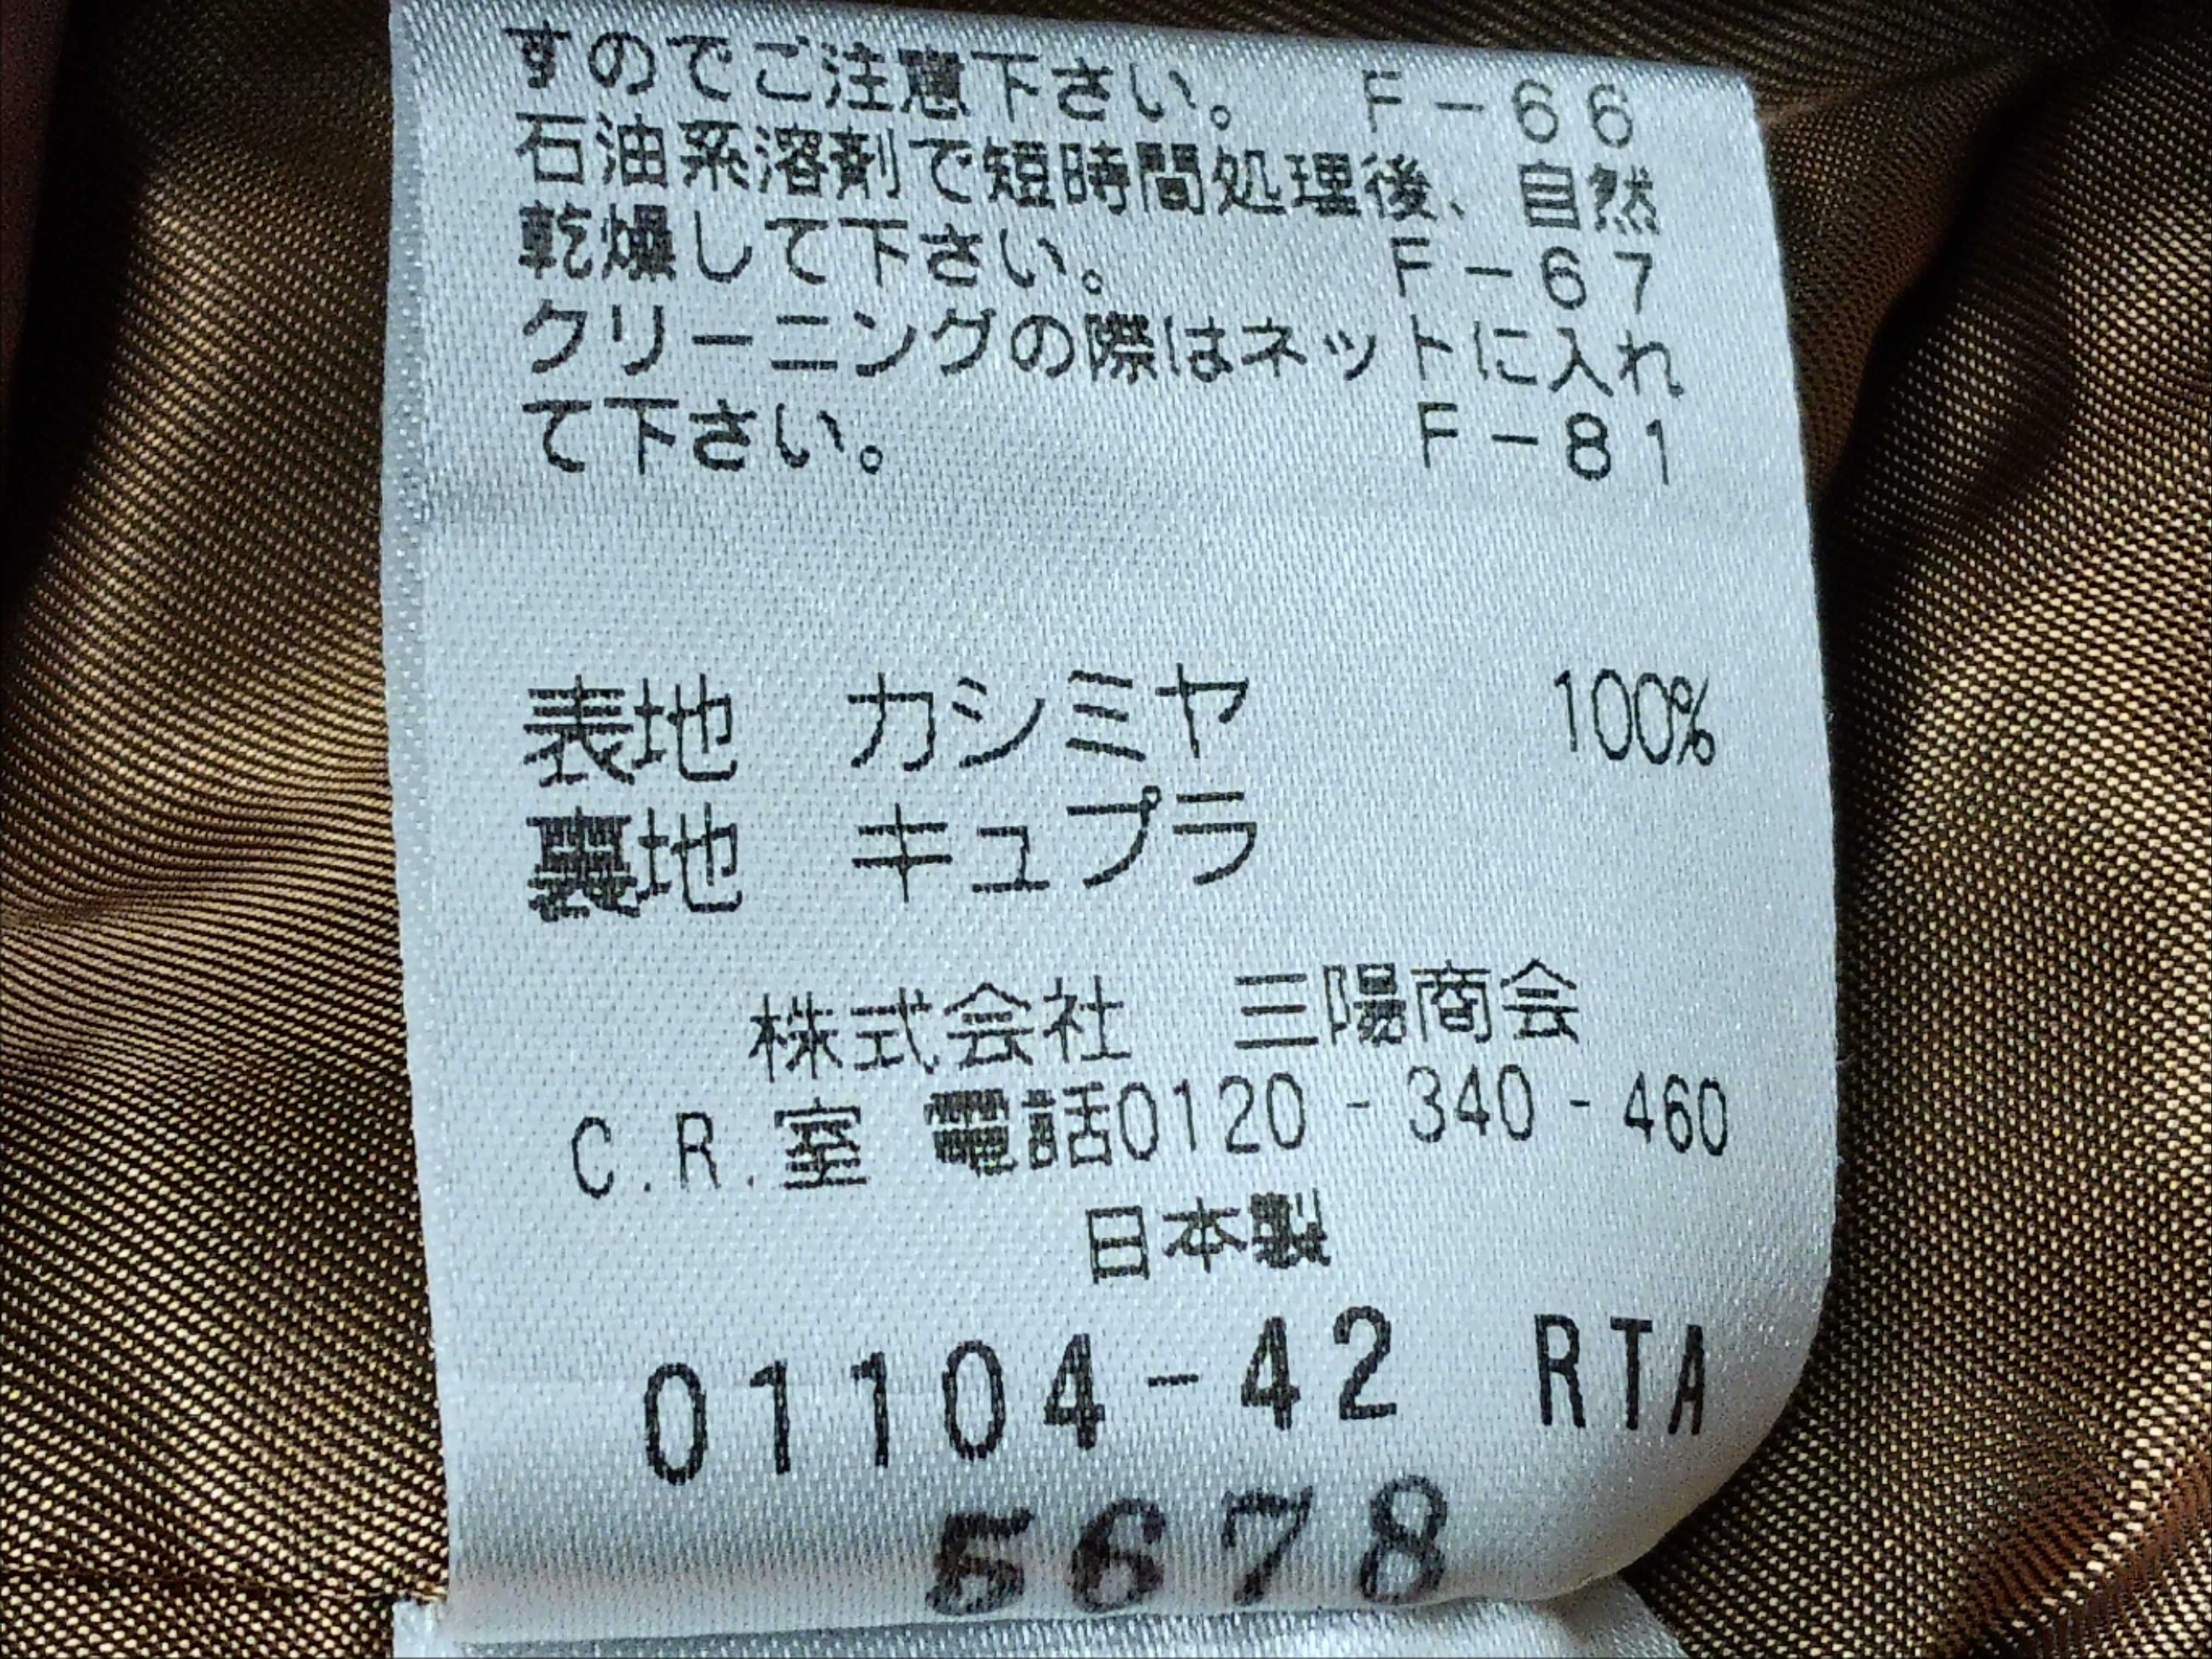 すのでご注意下さい。 F-66
石油系溶剤で短時間処理後、自然
乾燥して下さい。 F-67
クリーニングの際はネットに入れ
て下さい。 F-81
表地 カシミヤ 100%
裏地 キュプラ
株式会社 三陽商会
C.R.室 電話0120-340-460
日本製
01104-42 RTA
5678